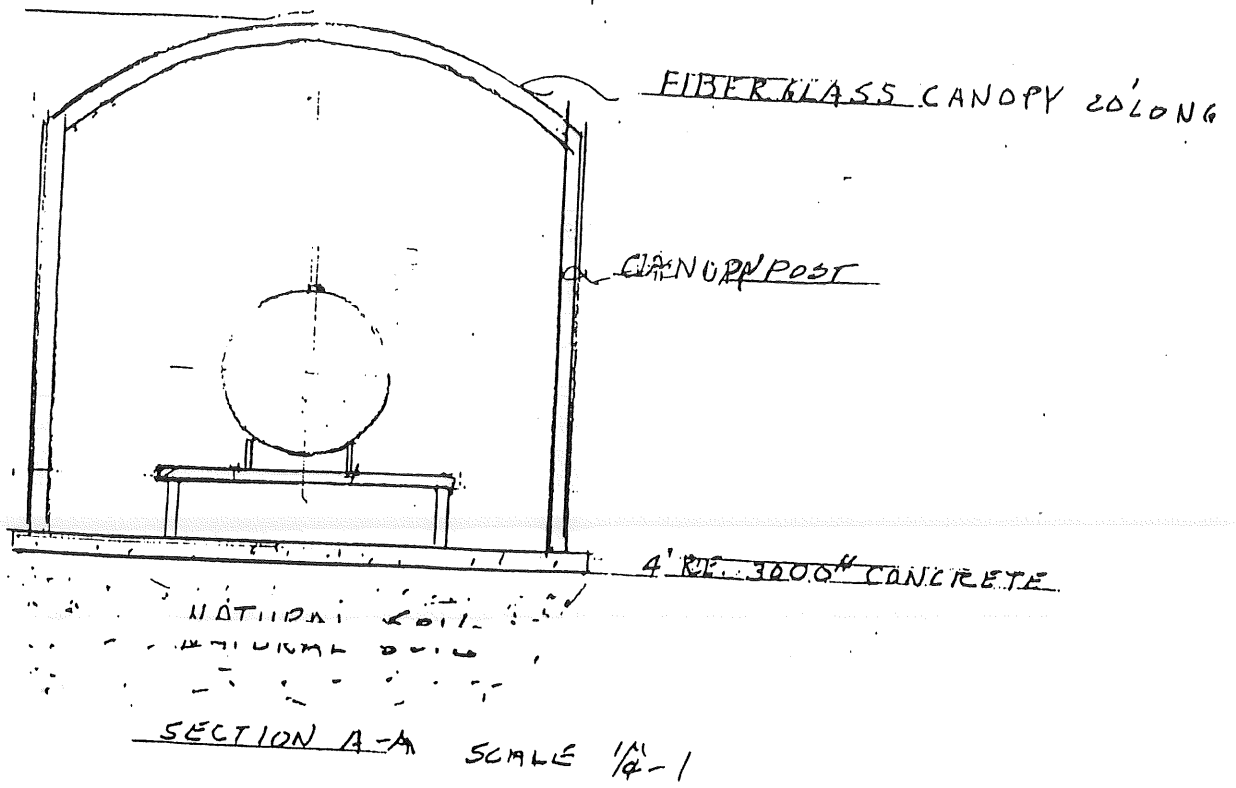 FIBERGLASS CANOPY 20' LONG
CANOPY POST
4' RE. 3000# CONCRETE
NATURAL SOIL
SECTION A-A SCALE 1/4"-1